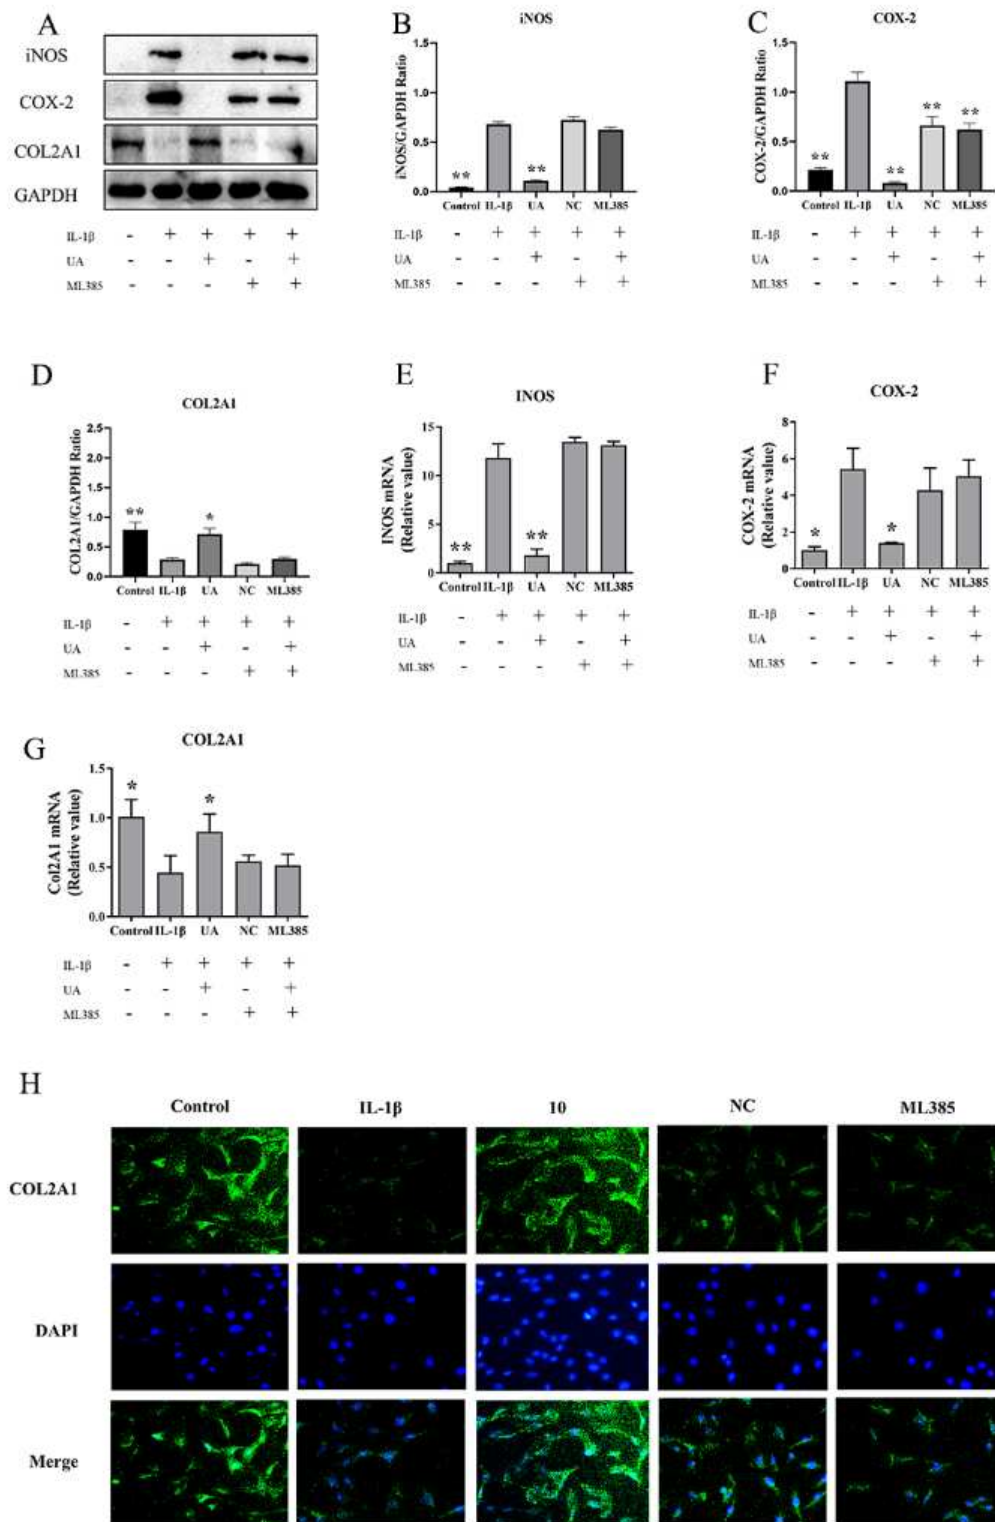 A
iNOS
COX-2
COL2A1
GAPDH
IL-1β - + + + +
UA - - + - +
ML385 - - - + +
B
iNOS
iNOS/GAPDH Ratio
1.5
1.0
0.5
0.0
** **
Control IL-1β UA NC ML385
IL-1β - + + + +
UA - - + - +
ML385 - - - + +
C
COX-2
COX-2/GAPDH Ratio
1.5
1.0
0.5
0.0
** ** ** **
Control IL-1β UA NC ML385
IL-1β - + + + +
UA - - + - +
ML385 - - - + +
D
COL2A1
COL2A1/GAPDH Ratio
2.5
2.0
1.5
1.0
0.5
0.0
** *
Control IL-1β UA NC ML385
IL-1β - + + + +
UA - - + - +
ML385 - - - + +
E
INOS
INOS mRNA
(Relative value)
15
10
5
0
** **
Control IL-1β UA NC ML385
IL-1β - + + + +
UA - - + - +
ML385 - - - + +
F
COX-2
COX-2 mRNA
(Relative value)
8
6
4
2
0
* *
Control IL-1β UA NC ML385
IL-1β - + + + +
UA - - + - +
ML385 - - - + +
G
COL2A1
Col2A1 mRNA
(Relative value)
1.5
1.0
0.5
0.0
* *
Control IL-1β UA NC ML385
IL-1β - + + + +
UA - - + - +
ML385 - - - + +
H
Control IL-1β 10 NC ML385
COL2A1
DAPI
Merge